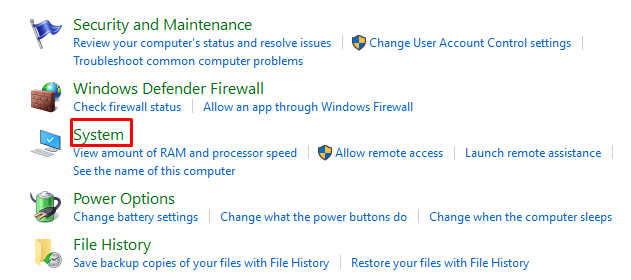 Security and Maintenance
Review your computer's status and resolve issues Change User Account Control settings
Troubleshoot common computer problems
Windows Defender Firewall
Check firewall status Allow an app through Windows Firewall
System
View amount of RAM and processor speed Allow remote access Launch remote assistance
See the name of this computer
Power Options
Change battery settings Change what the power buttons do Change when the computer sleeps
File History
Save backup copies of your files with File History Restore your files with File History